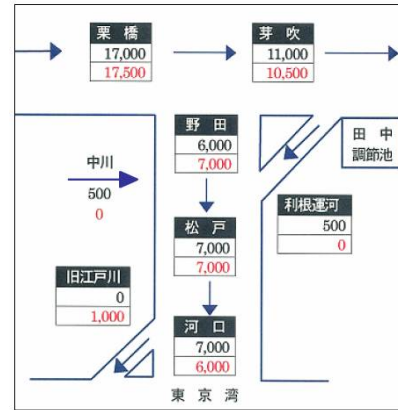 栗橋
17,000
17,500
芽吹
11,000
10,500
野田
6,000
7,000
田中
調節池
中川
500
0
利根運河
500
0
松戸
7,000
7,000
旧江戸川
0
1,000
河口
7,000
6,000
東京湾